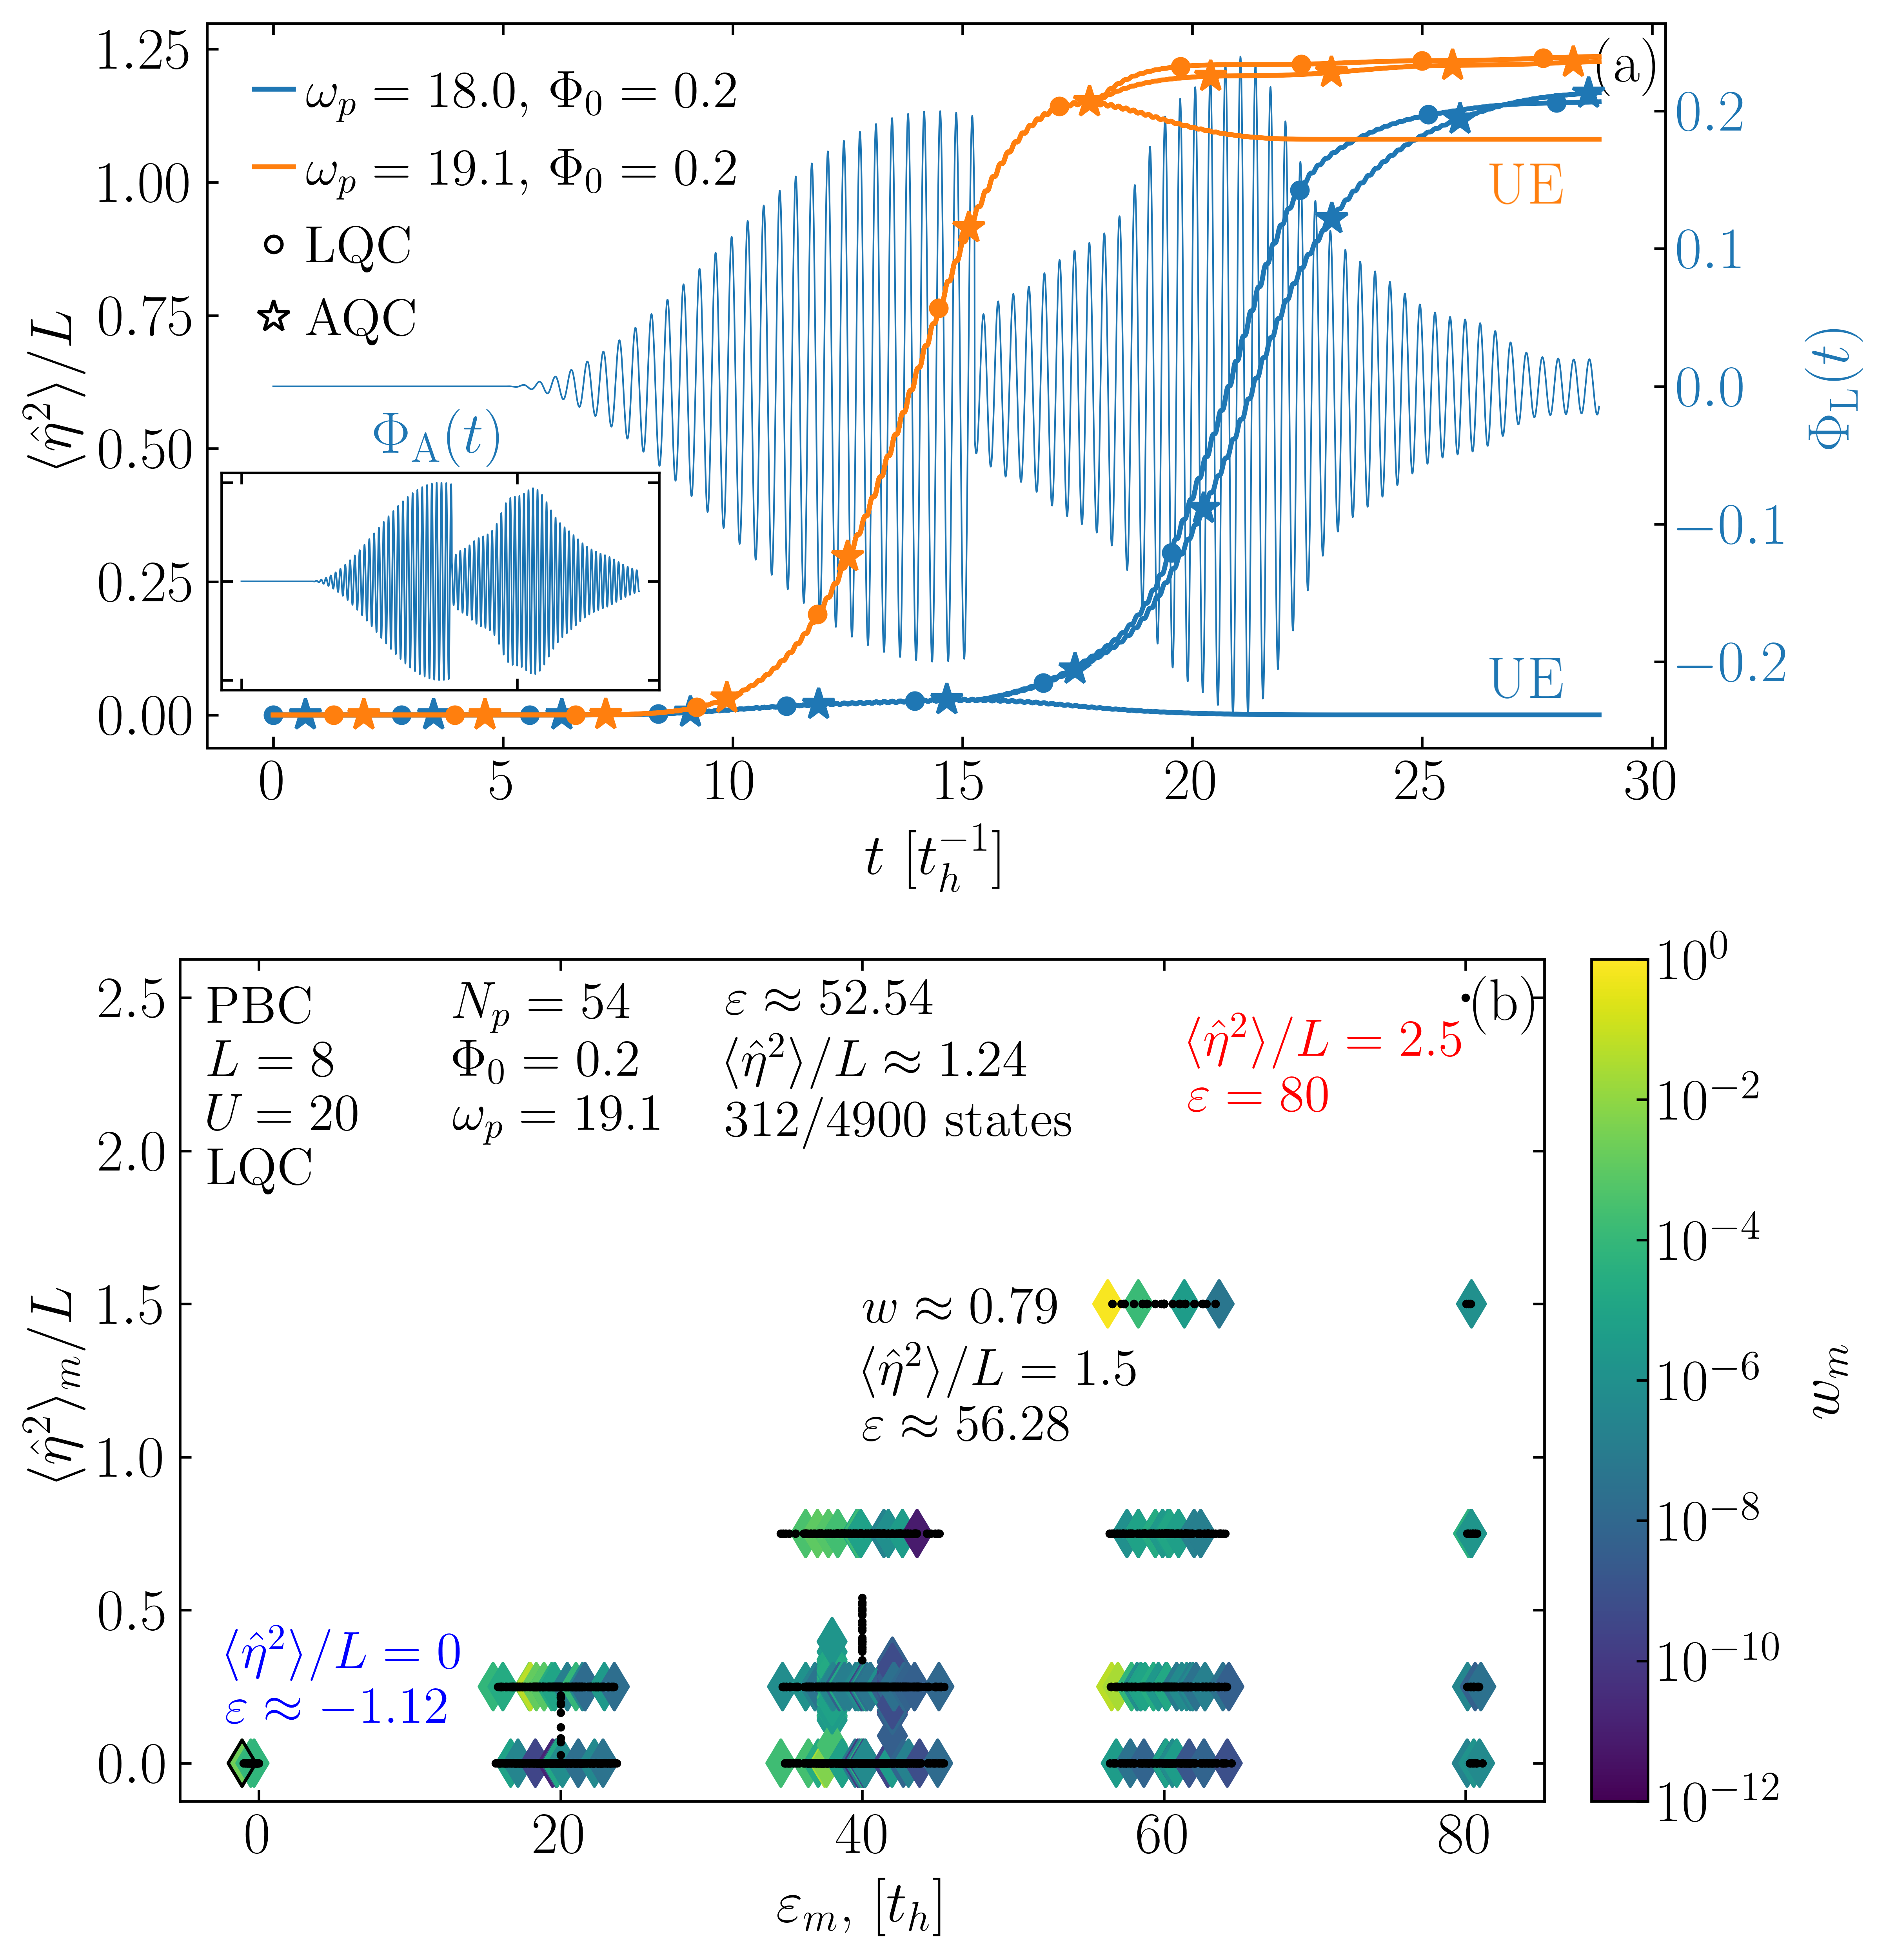 (a)
ω_p = 18.0, Φ_0 = 0.2
ω_p = 19.1, Φ_0 = 0.2
LQC
AQC
Φ_A(t)
UE
UE
⟨η̂²⟩/L
1.25
1.00
0.75
0.50
0.25
0.00
0 5 10 15 20 25 30
t [t_h^{-1}]
0.2
0.1
0.0
−0.1
−0.2
Φ_L(t)
(b)
PBC
L = 8
U = 20
LQC
N_p = 54
Φ_0 = 0.2
ω_p = 19.1
ε ≈ 52.54
⟨η̂²⟩/L ≈ 1.24
312/4900 states
⟨η̂²⟩/L = 2.5
ε = 80
w ≈ 0.79
⟨η̂²⟩/L = 1.5
ε ≈ 56.28
⟨η̂²⟩/L = 0
ε ≈ −1.12
⟨η̂²⟩_m/L
2.5
2.0
1.5
1.0
0.5
0.0
0 20 40 60 80
ε_m, [t_h]
10^0
10^{−2}
10^{−4}
10^{−6}
10^{−8}
10^{−10}
10^{−12}
w_m